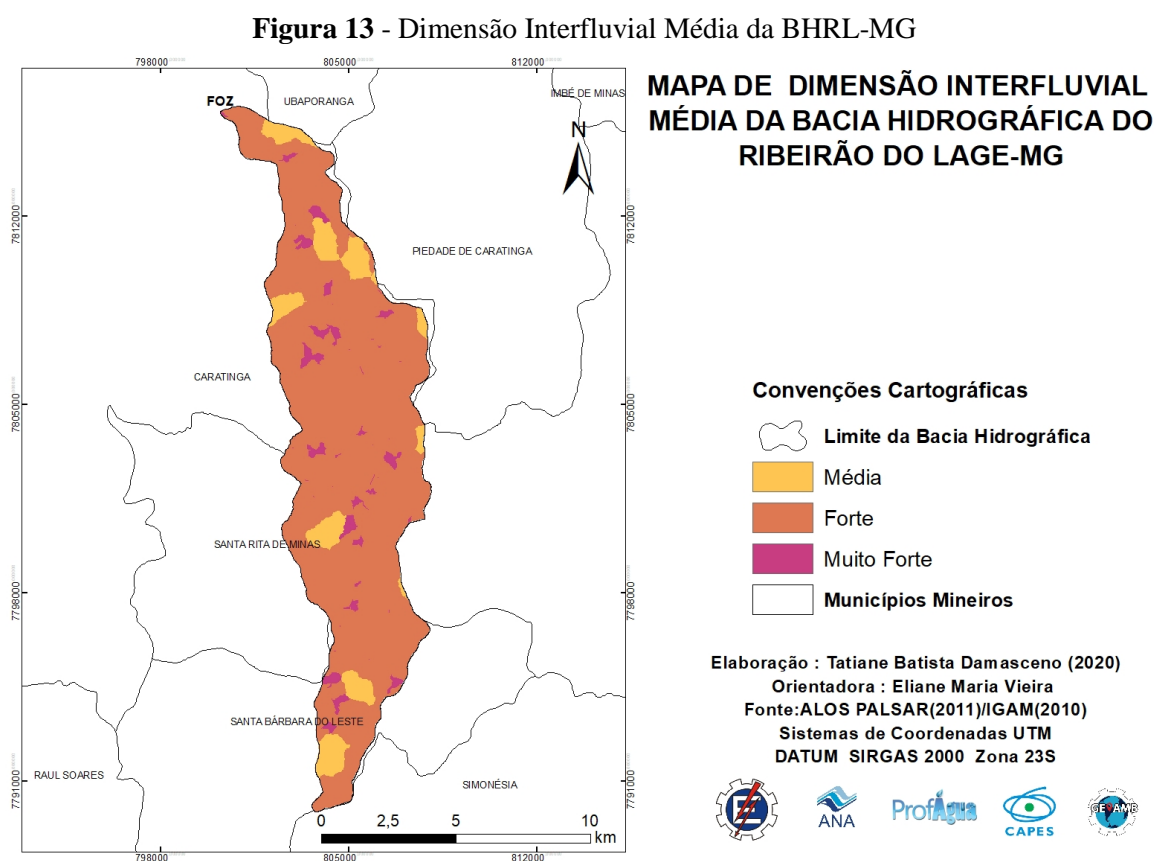 Figura 13 - Dimensão Interfluvial Média da BHRL-MG
798000
805000
812000
FOZ
UBAPORANGA
IMBÉ DE MINAS
N
7812000
7812000
PIEDADE DE CARATINGA
CARATINGA
7805000
7805000
SANTA RITA DE MINAS
7798000
7798000
SANTA BÁRBARA DO LESTE
RAUL SOARES
SIMONÉSIA
7791000
7791000
0
2,5
5
10
km
798000
805000
812000
MAPA DE DIMENSÃO INTERFLUVIAL
MÉDIA DA BACIA HIDROGRÁFICA DO
RIBEIRÃO DO LAGE-MG
Convenções Cartográficas
Limite da Bacia Hidrográfica
Média
Forte
Muito Forte
Municípios Mineiros
Elaboração : Tatiane Batista Damasceno (2020)
Orientadora : Eliane Maria Vieira
Fonte:ALOS PALSAR(2011)/IGAM(2010)
Sistemas de Coordenadas UTM
DATUM SIRGAS 2000 Zona 23S
ANA
ProfÁgua
CAPES